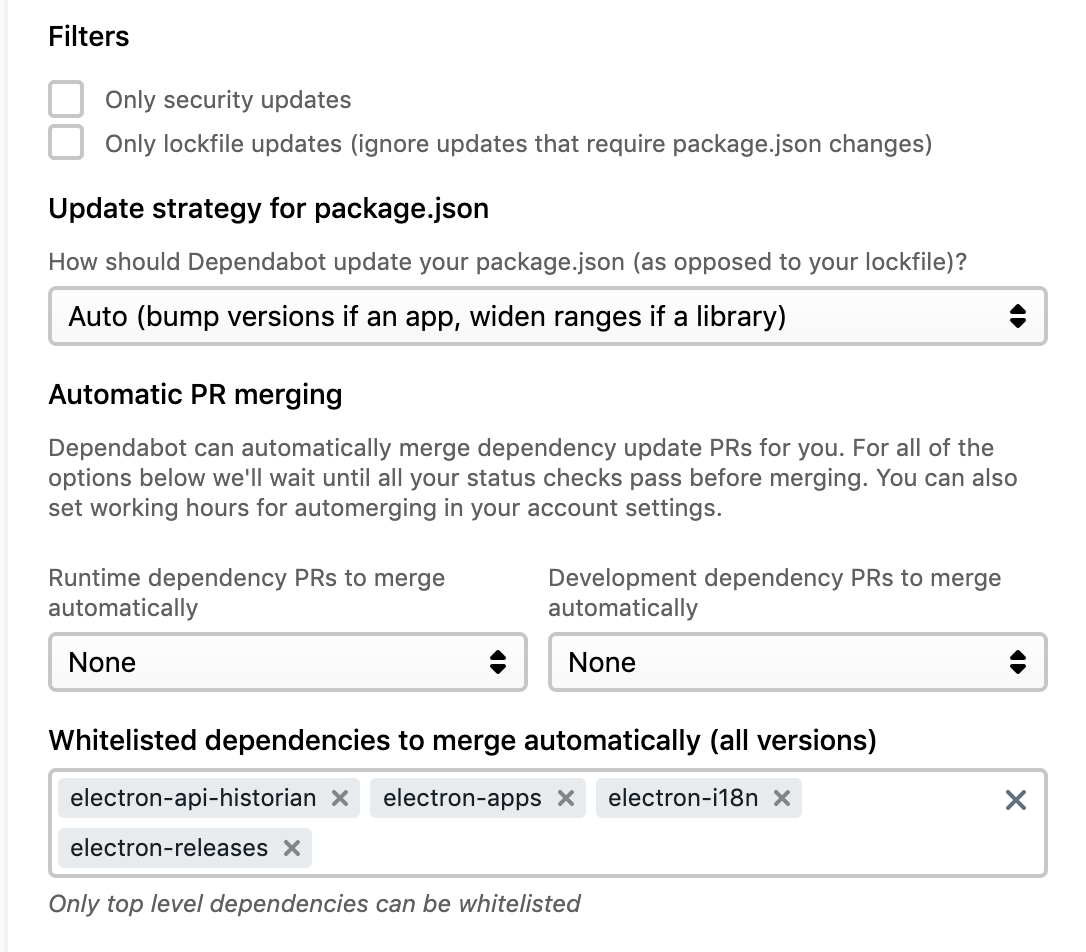 Filters
Only security updates
Only lockfile updates (ignore updates that require package.json changes)
Update strategy for package.json
How should Dependabot update your package.json (as opposed to your lockfile)?
Auto (bump versions if an app, widen ranges if a library)
Automatic PR merging
Dependabot can automatically merge dependency update PRs for you. For all of the
options below we'll wait until all your status checks pass before merging. You can also
set working hours for automerging in your account settings.
Runtime dependency PRs to merge
automatically
None
Development dependency PRs to merge
automatically
None
Whitelisted dependencies to merge automatically (all versions)
electron-api-historian electron-apps electron-i18n
electron-releases
Only top level dependencies can be whitelisted